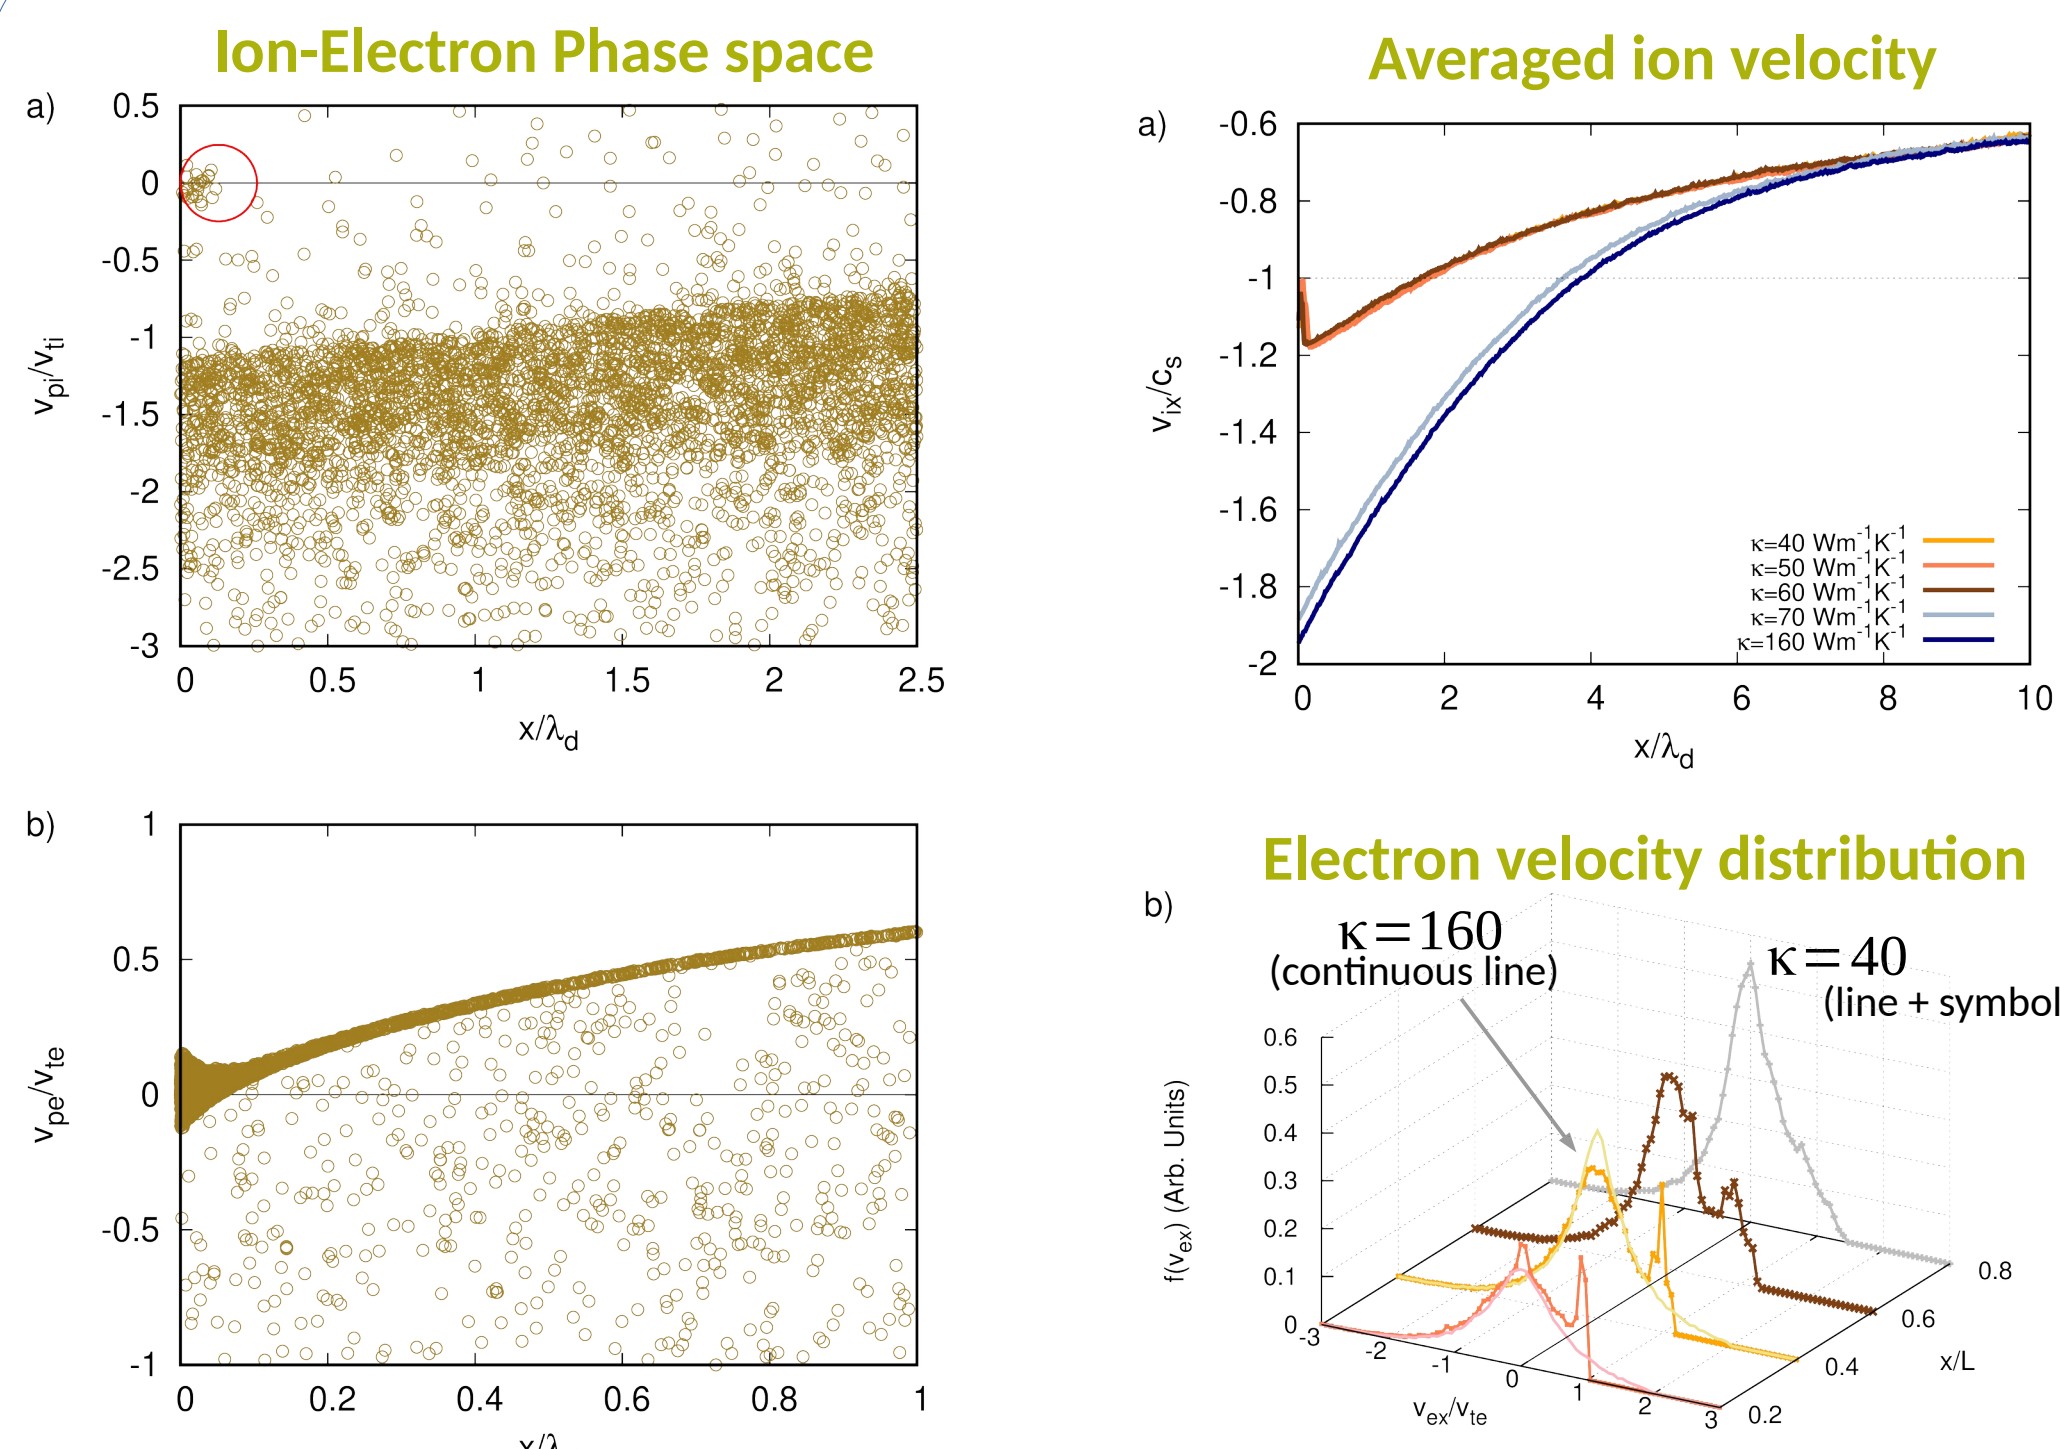 Ion-Electron Phase space
a)
0.5
0
-0.5
-1
-1.5
-2
-2.5
-3
v_pi/v_ti
0 0.5 1 1.5 2 2.5
x/λ_d
b)
1
0.5
0
-0.5
-1
v_pe/v_te
0 0.2 0.4 0.6 0.8 1
Averaged ion velocity
a)
-0.6
-0.8
-1
-1.2
-1.4
-1.6
-1.8
-2
v_ix/c_s
κ=40 Wm^-1K^-1
κ=50 Wm^-1K^-1
κ=60 Wm^-1K^-1
κ=70 Wm^-1K^-1
κ=160 Wm^-1K^-1
0 2 4 6 8 10
x/λ_d
Electron velocity distribution
b)
κ=160
(continuous line)
κ=40
(line + symbol
0.6
0.5
0.4
0.3
0.2
0.1
0
f(v_ex) (Arb. Units)
-3 -2 -1 0 1 2 3
v_ex/v_te
0.2 0.4 0.6 0.8
x/L